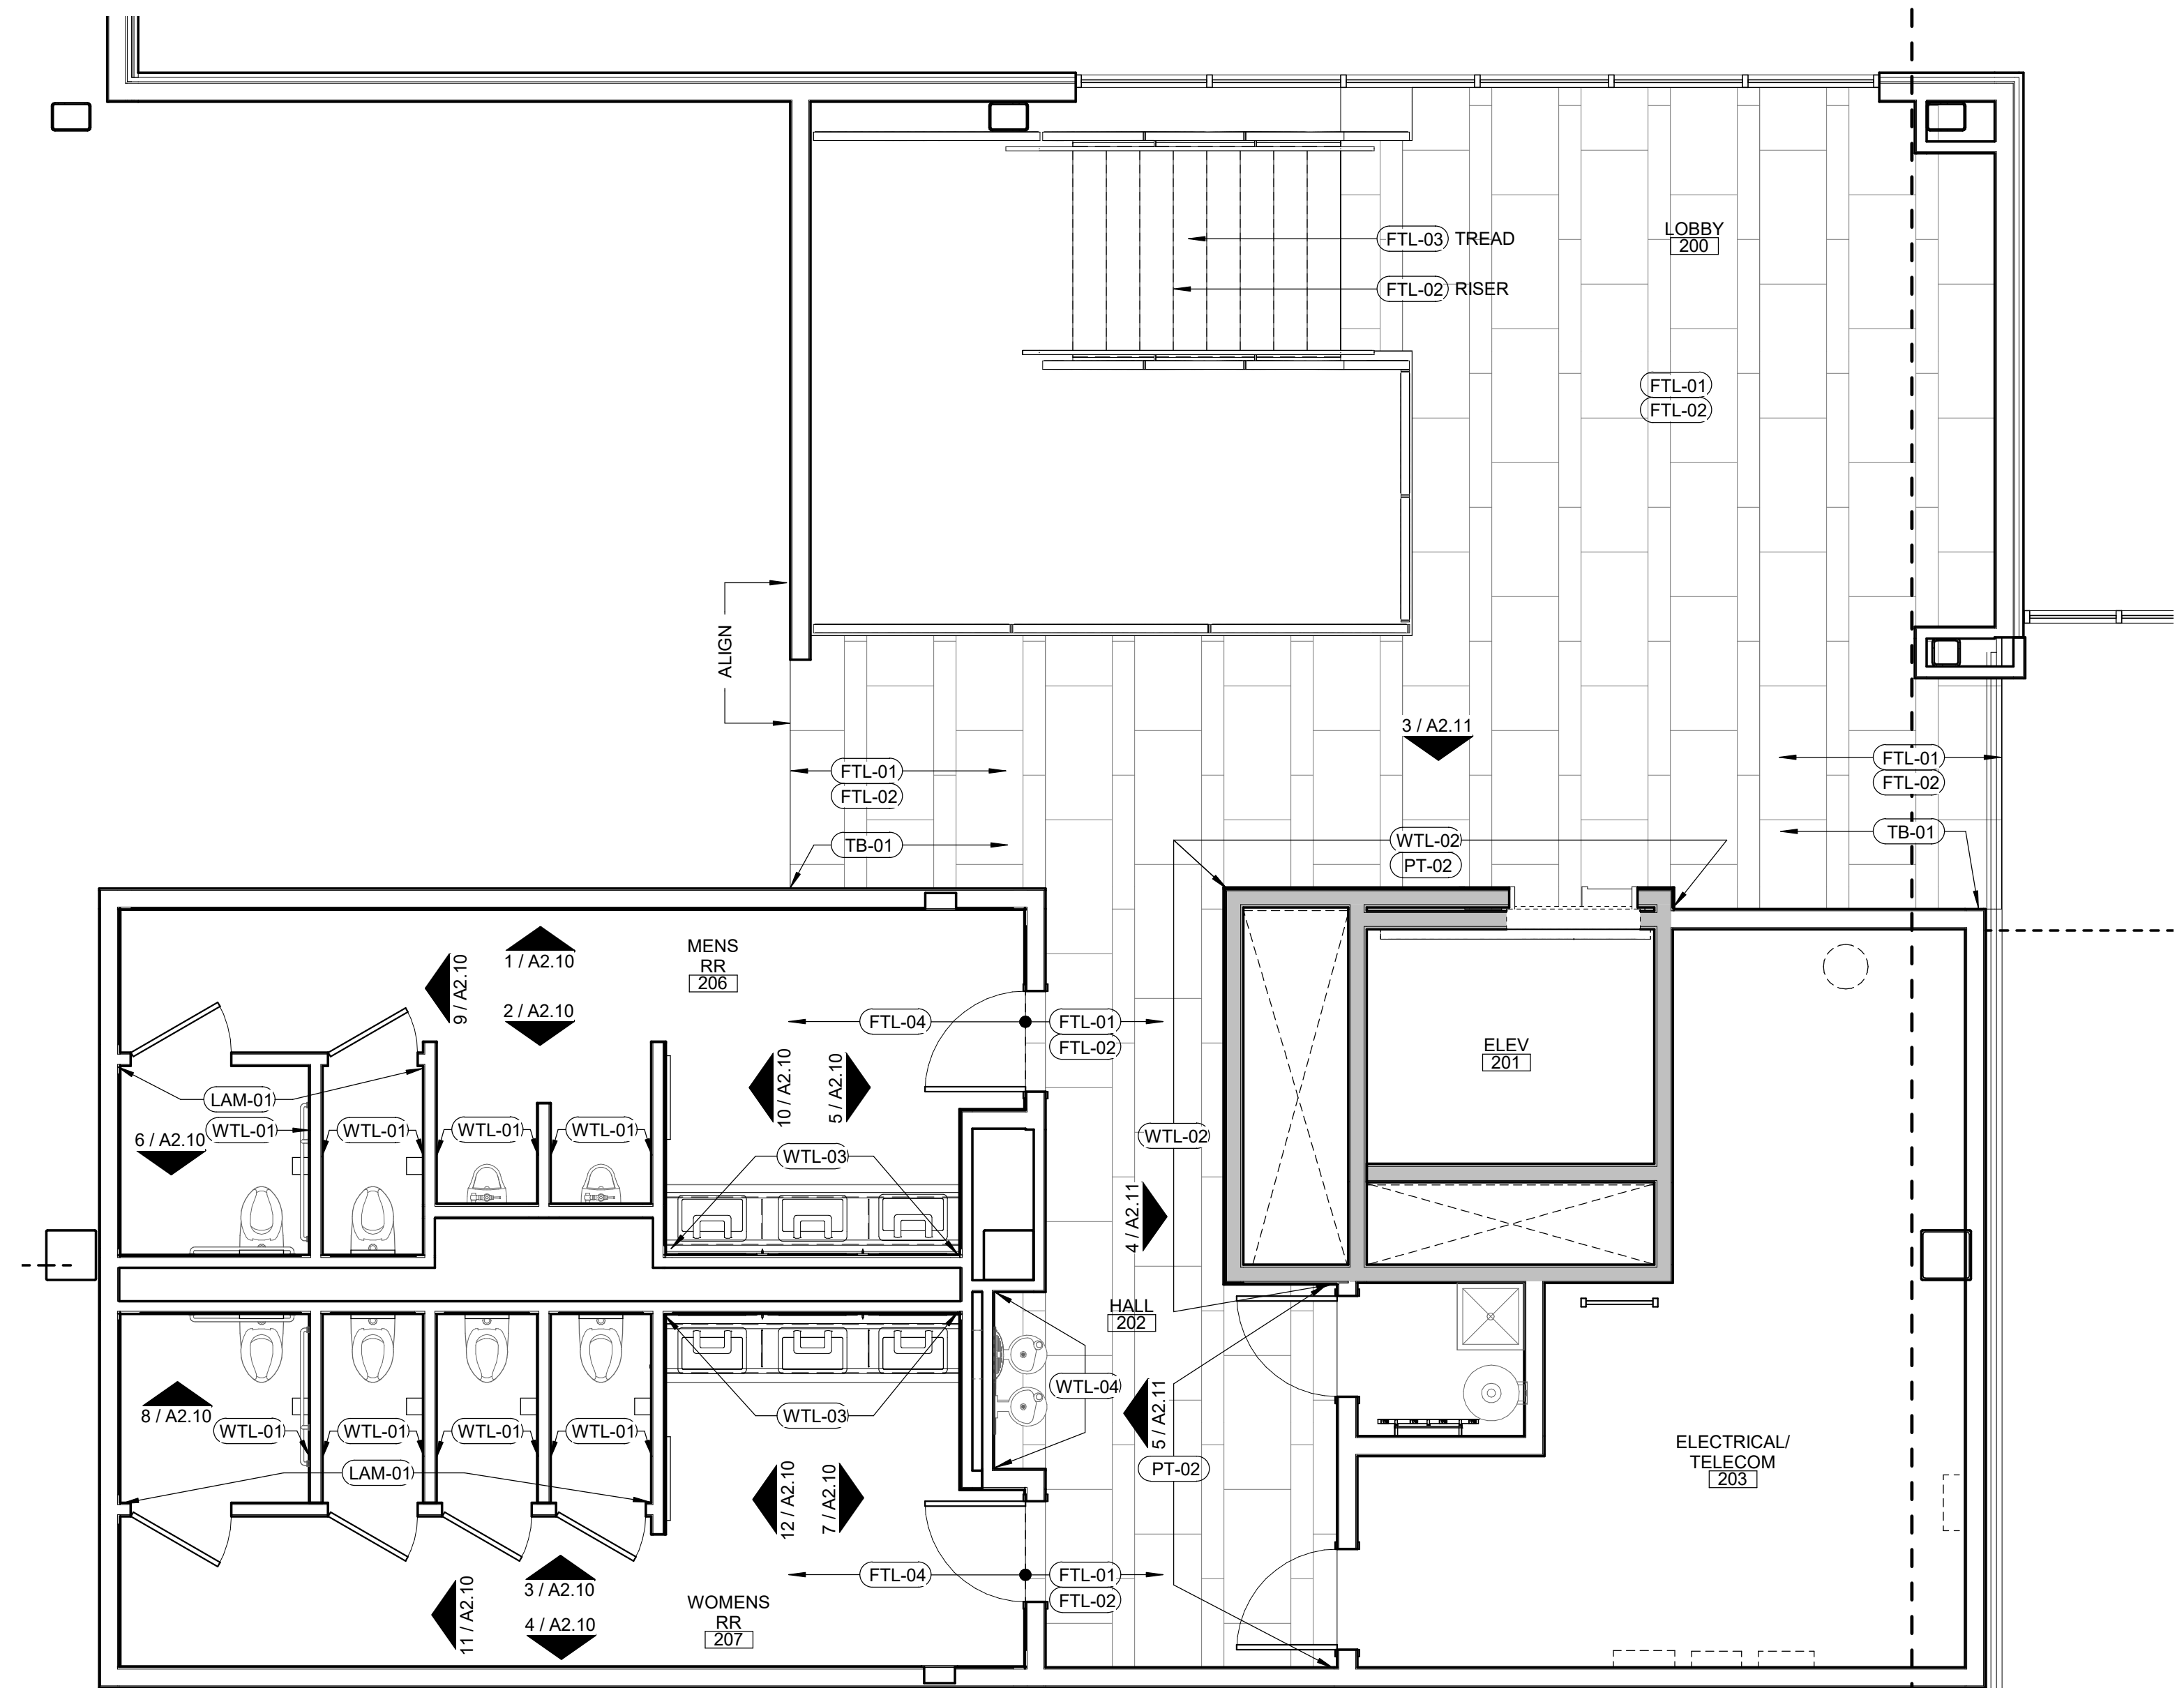 FTL-03 TREAD
FTL-02 RISER
LOBBY
200
FTL-01
FTL-02
ALIGN
3 / A2.11
FTL-01
FTL-02
TB-01
FTL-01
FTL-02
TB-01
WTL-02
PT-02
MENS
RR
206
1 / A2.10
9 / A2.10
2 / A2.10
FTL-04
FTL-01
FTL-02
ELEV
201
10 / A2.10
5 / A2.10
LAM-01
WTL-01
WTL-01
WTL-01
WTL-01
6 / A2.10
WTL-03
WTL-02
4 / A2.11
HALL
202
WTL-04
5 / A2.11
PT-02
8 / A2.10
WTL-01
WTL-01
WTL-01
WTL-01
WTL-03
LAM-01
12 / A2.10
7 / A2.10
ELECTRICAL/
TELECOM
203
FTL-04
FTL-01
FTL-02
3 / A2.10
11 / A2.10
4 / A2.10
WOMENS
RR
207